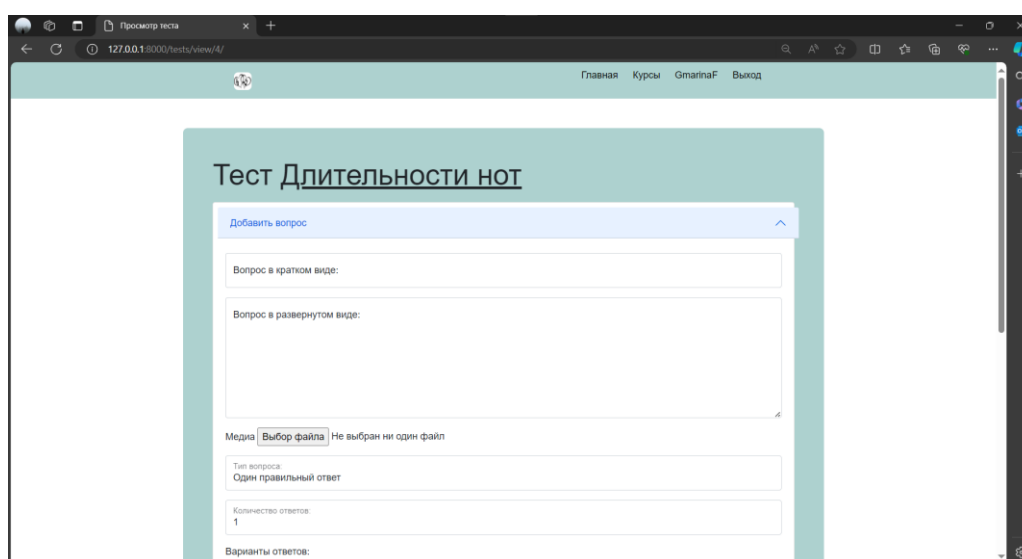 Просмотр теста
127.0.0.1:8000/tests/view/4/
Главная Курсы GmarinaF Выход
Тест Длительности нот
Добавить вопрос
Вопрос в кратком виде:
Вопрос в развернутом виде:
Медиа Выбор файла Не выбран ни один файл
Тип вопроса:
Один правильный ответ
Количество ответов:
1
Варианты ответов: